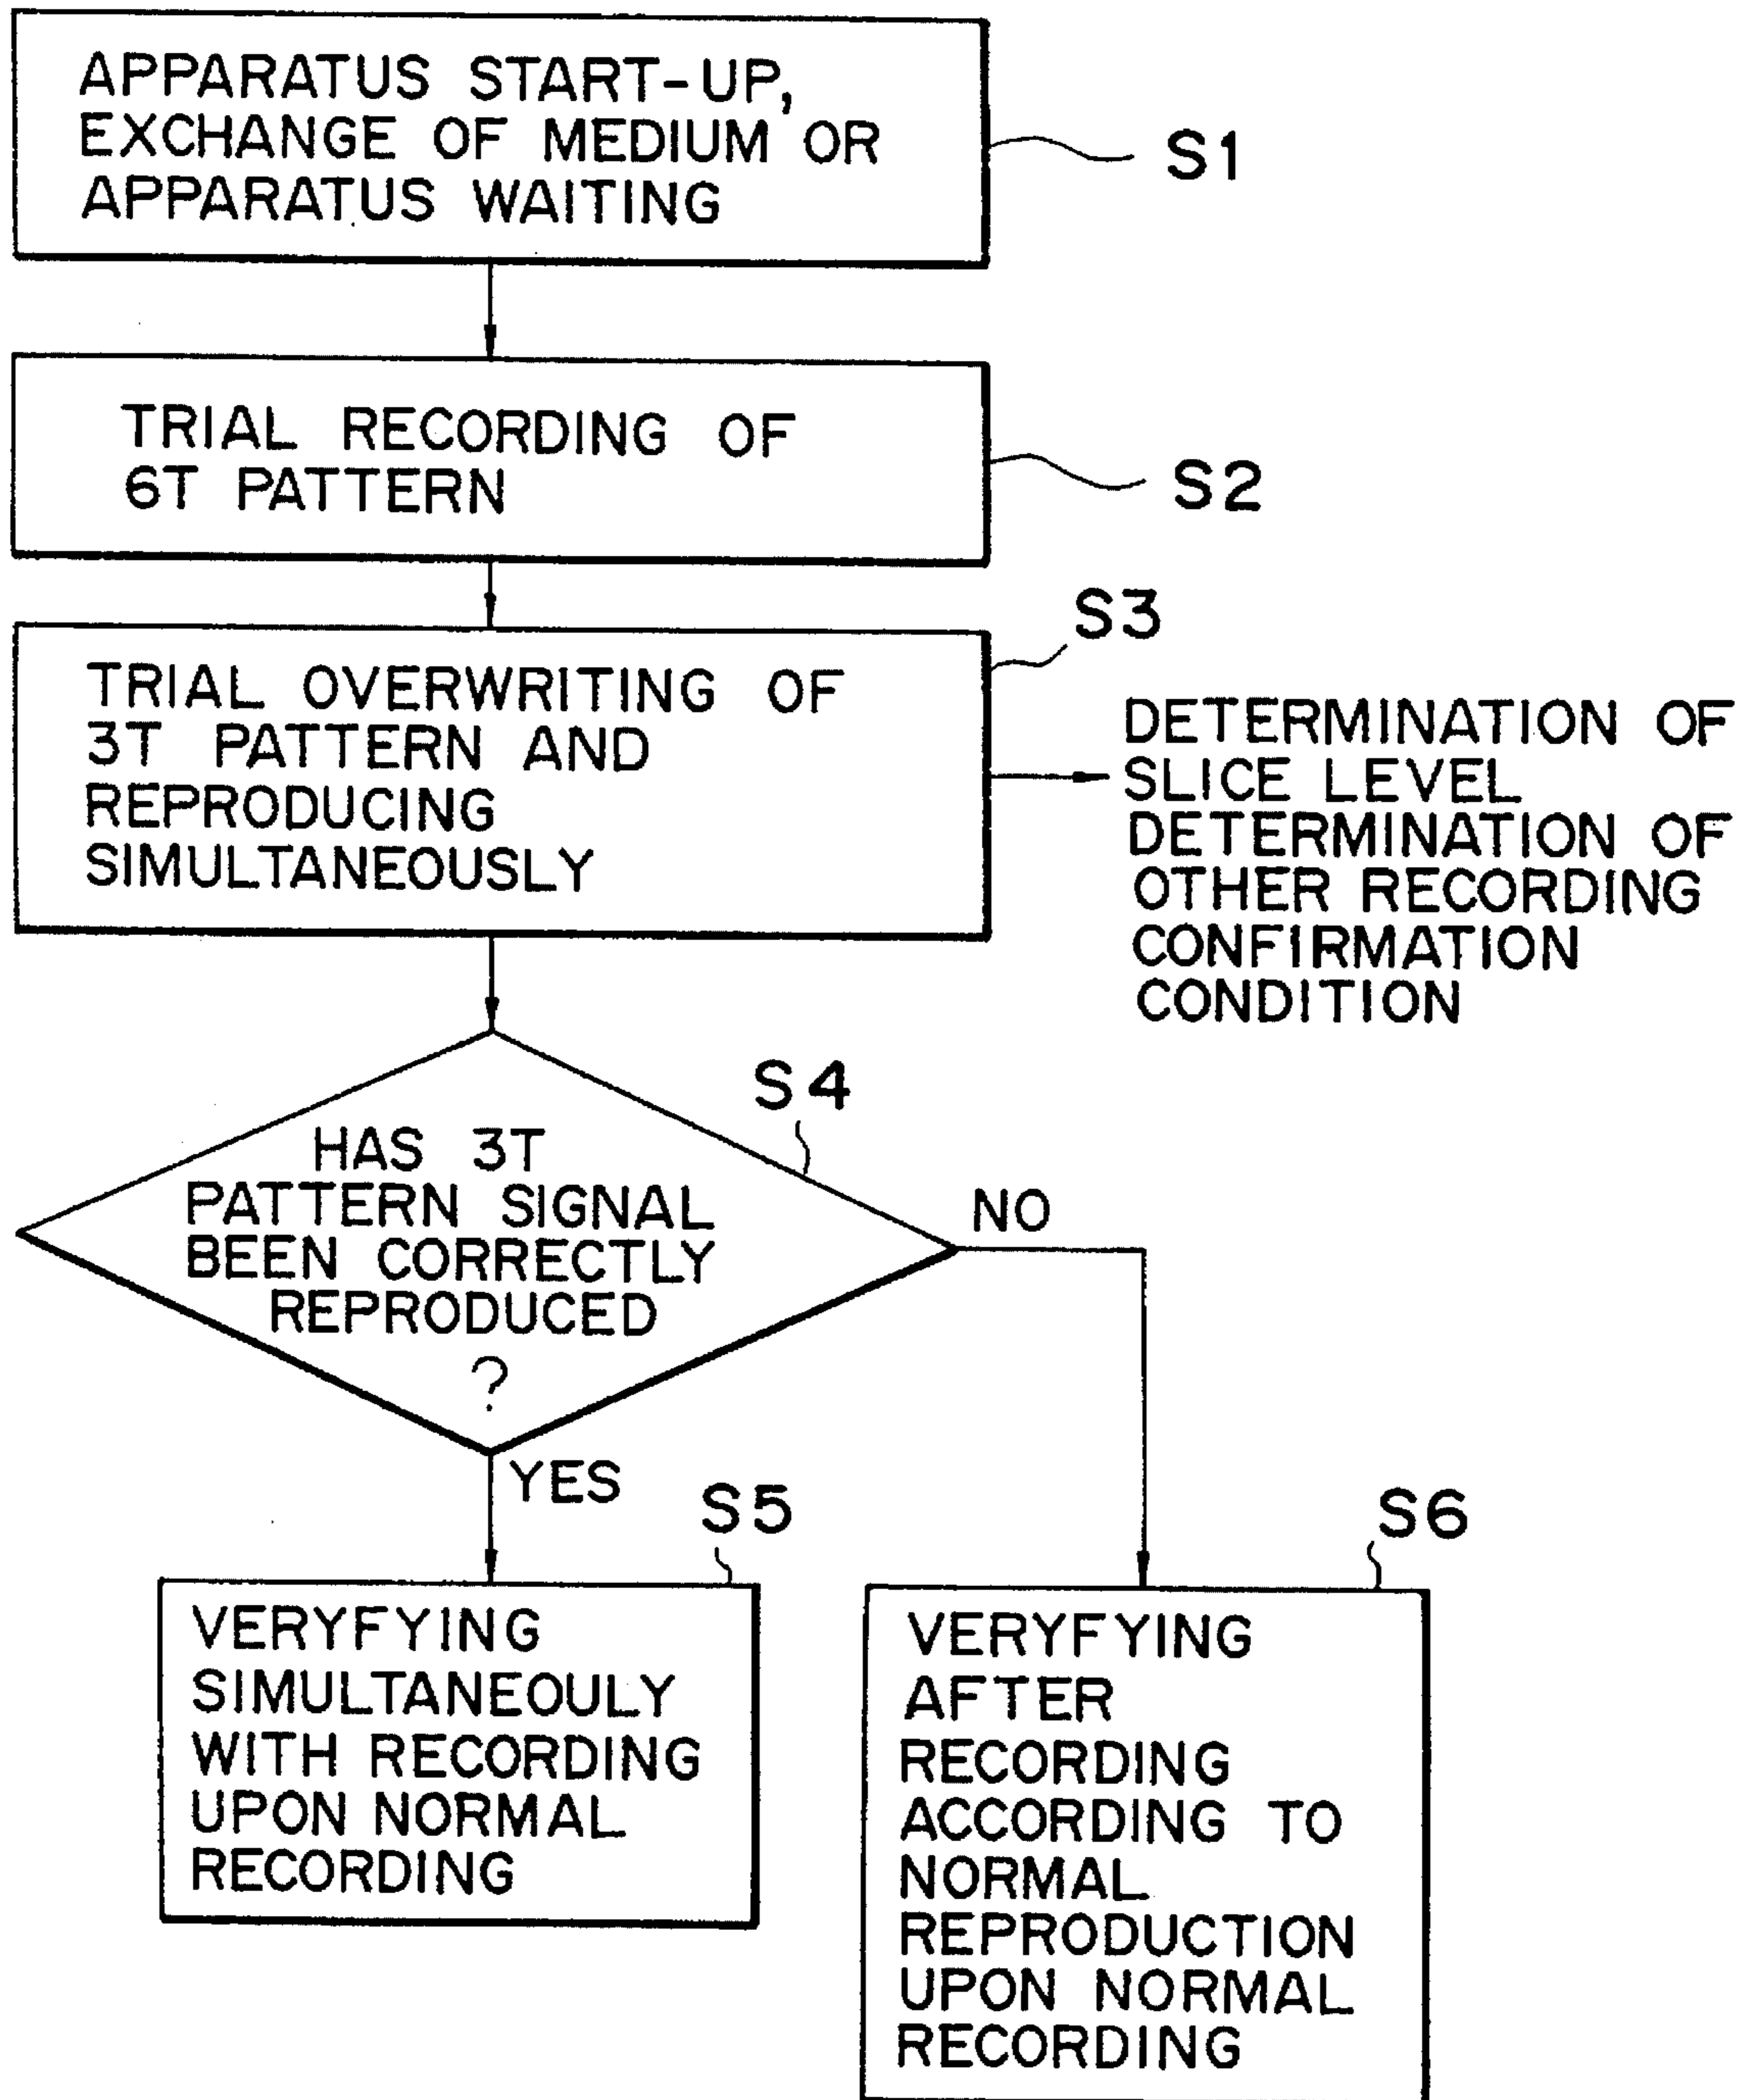 APPARATUS START-UP,
EXCHANGE OF MEDIUM OR
APPARATUS WAITING
S1
TRIAL RECORDING OF
6T PATTERN
S2
S3
TRIAL OVERWRITING OF
3T PATTERN AND
REPRODUCING
SIMULTANEOUSLY
DETERMINATION OF
SLICE LEVEL
DETERMINATION OF
OTHER RECORDING
CONFIRMATION
CONDITION
S4
HAS 3T
PATTERN SIGNAL
BEEN CORRECTLY
REPRODUCED
?
NO
YES
S5
VERYFYING
SIMULTANEOULY
WITH RECORDING
UPON NORMAL
RECORDING
S6
VERYFYING
AFTER
RECORDING
ACCORDING TO
NORMAL
REPRODUCTION
UPON NORMAL
RECORDING